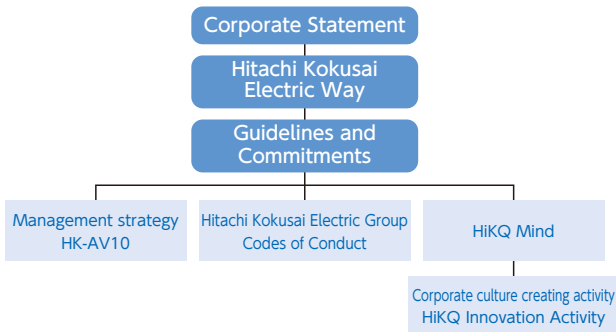 Corporate Statement
Hitachi Kokusai
Electric Way
Guidelines and
Commitments
Management strategy
HK-AV10
Hitachi Kokusai Electric Group
Codes of Conduct
HiKQ Mind
Corporate culture creating activity
HiKQ Innovation Activity